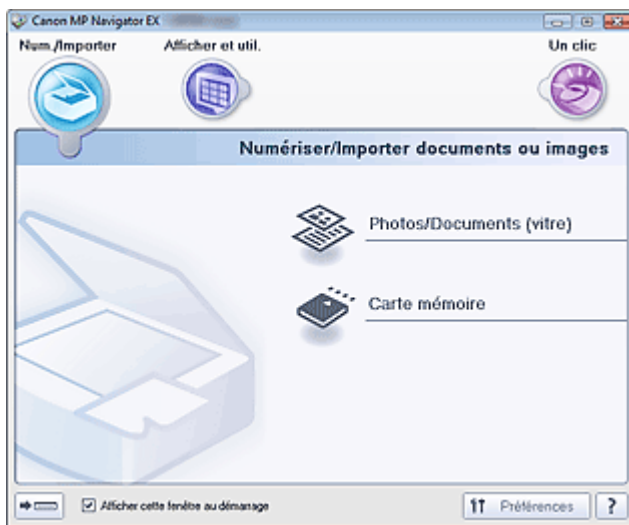 Canon MP Navigator EX
Num./Importer Afficher et util. Un clic
Numériser/Importer documents ou images
Photos/Documents (vitre)
Carte mémoire
Afficher cette fenêtre au démarrage
Préférences ?